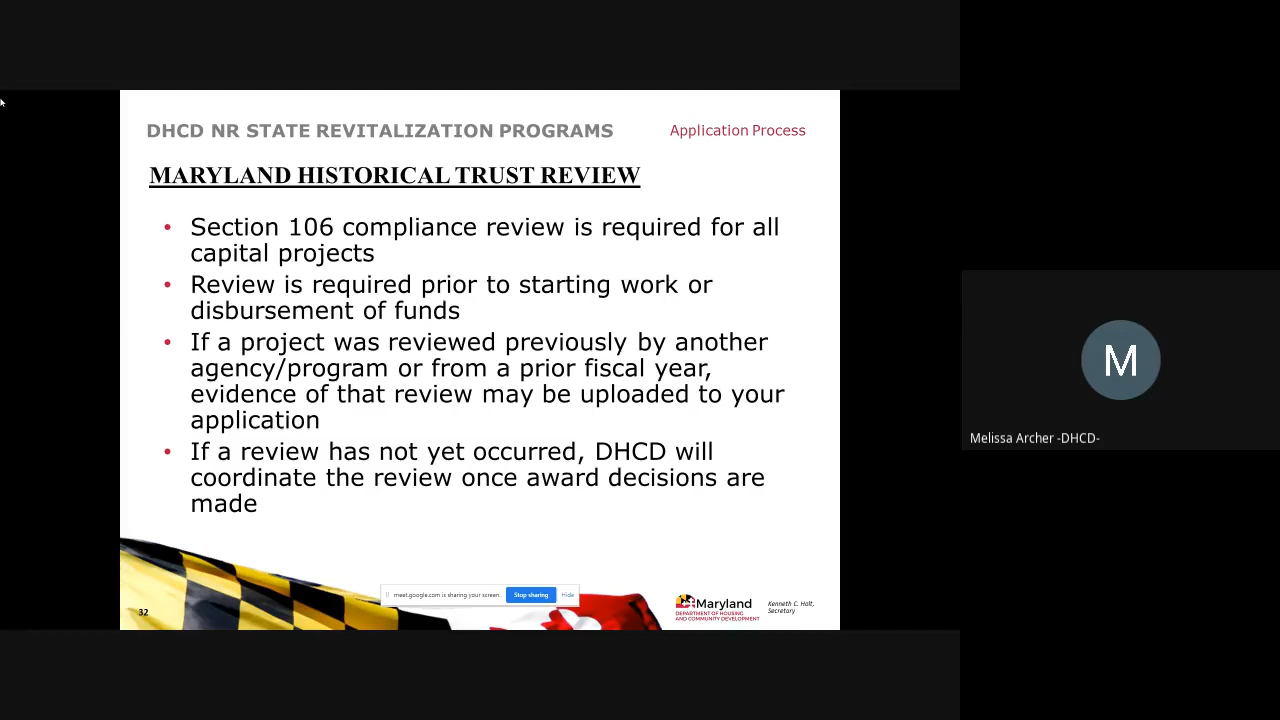 DHCD NR STATE REVITALIZATION PROGRAMS
Application Process
MARYLAND HISTORICAL TRUST REVIEW
• Section 106 compliance review is required for all
capital projects
• Review is required prior to starting work or
disbursement of funds
• If a project was reviewed previously by another
agency/program or from a prior fiscal year,
evidence of that review may be uploaded to your
application
• If a review has not yet occurred, DHCD will
coordinate the review once award decisions are
made
M
Melissa Archer -DHCD-
meet.google.com is sharing your screen.
Stop sharing
Hide
32
Maryland
DEPARTMENT OF HOUSING
AND COMMUNITY DEVELOPMENT
Kenneth C. Holt,
Secretary